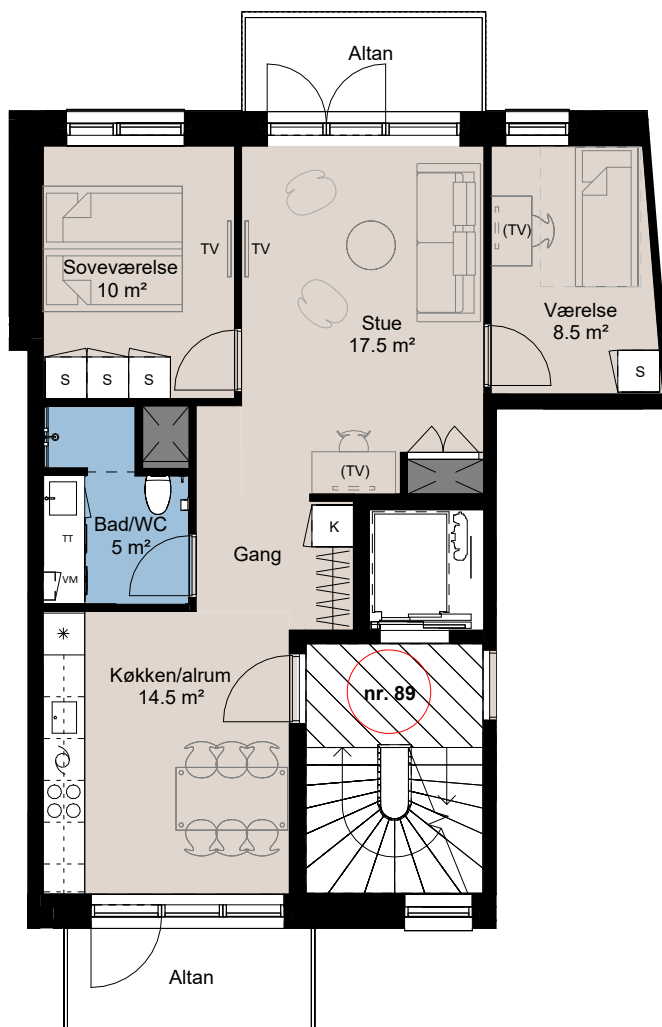 Altan
TV
TV
(TV)
Soveværelse
10 m²
Stue
17.5 m²
Værelse
8.5 m²
S
S
S
S
(TV)
Bad/WC
5 m²
TT
VM
Gang
K
Køkken/alrum
14.5 m²
nr. 89
Altan